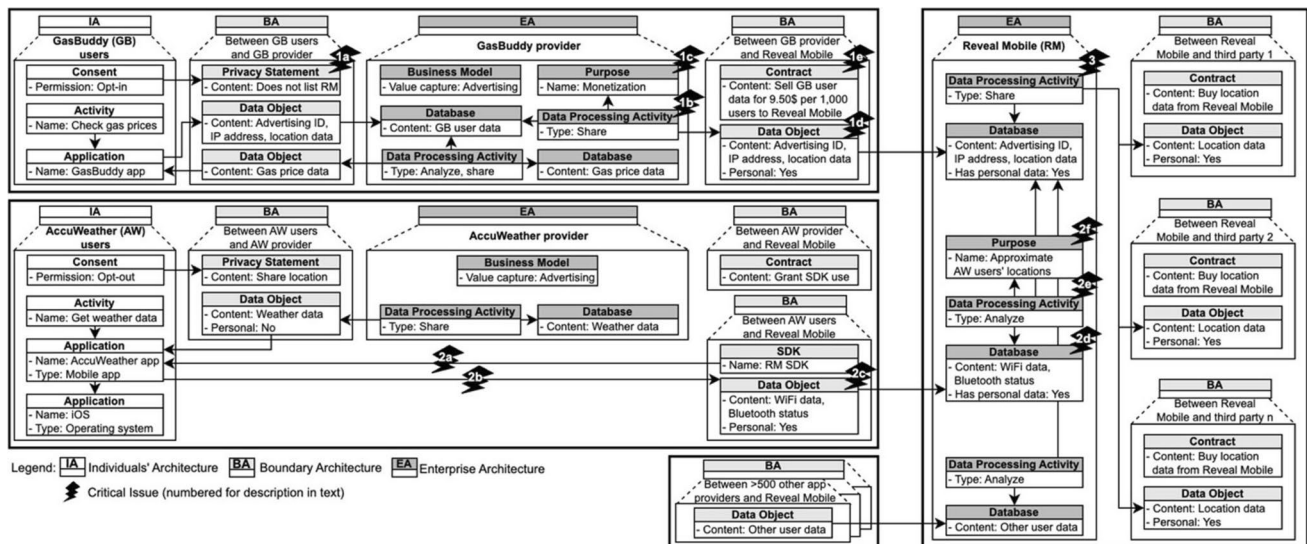 IA
GasBuddy (GB)
users
Consent
- Permission: Opt-in
Activity
- Name: Check gas prices
Application
- Name: GasBuddy app
BA
Between GB users
and GB provider
1a
Privacy Statement
- Content: Does not list RM
Data Object
- Content: Advertising ID,
IP address, location data
Data Object
- Content: Gas price data
EA
GasBuddy provider
Business Model
- Value capture: Advertising
Database
- Content: GB user data
Data Processing Activity
- Type: Analyze, share
1c
Purpose
- Name: Monetization
1b
Data Processing Activity
- Type: Share
Database
- Content: Gas price data
BA
Between GB provider
and Reveal Mobile
1e
Contract
- Content: Sell GB user
data for 9.50$ per 1,000
users to Reveal Mobile
1d
Data Object
- Content: Advertising ID,
IP address, location data
- Personal: Yes
IA
AccuWeather (AW)
users
Consent
- Permission: Opt-out
Activity
- Name: Get weather data
Application
- Name: AccuWeather app
- Type: Mobile app
Application
- Name: iOS
- Type: Operating system
BA
Between AW users
and AW provider
Privacy Statement
- Content: Share location
Data Object
- Content: Weather data
- Personal: No
EA
AccuWeather provider
Business Model
- Value capture: Advertising
Data Processing Activity
- Type: Share
Database
- Content: Weather data
2a
2b
BA
Between AW provider
and Reveal Mobile
Contract
- Content: Grant SDK use
BA
Between AW users
and Reveal Mobile
SDK
- Name: RM SDK
2c
Data Object
- Content: WiFi data,
Bluetooth status
- Personal: Yes
BA
Between >500 other app
providers and Reveal Mobile
Data Object
- Content: Other user data
EA
Reveal Mobile (RM)
3
Data Processing Activity
- Type: Share
Database
- Content: Advertising ID,
IP address, location data
- Has personal data: Yes
2f
Purpose
- Name: Approximate
AW users' locations
2e
Data Processing Activity
- Type: Analyze
2d
Database
- Content: WiFi data,
Bluetooth status
- Has personal data: Yes
Data Processing Activity
- Type: Analyze
Database
- Content: Other user data
BA
Between Reveal
Mobile and third party 1
Contract
- Content: Buy location
data from Reveal Mobile
Data Object
- Content: Location data
- Personal: Yes
BA
Between Reveal
Mobile and third party 2
Contract
- Content: Buy location
data from Reveal Mobile
Data Object
- Content: Location data
- Personal: Yes
BA
Between Reveal
Mobile and third party n
Contract
- Content: Buy location
data from Reveal Mobile
Data Object
- Content: Location data
- Personal: Yes
Legend: IA Individuals' Architecture BA Boundary Architecture EA Enterprise Architecture
Critical Issue (numbered for description in text)